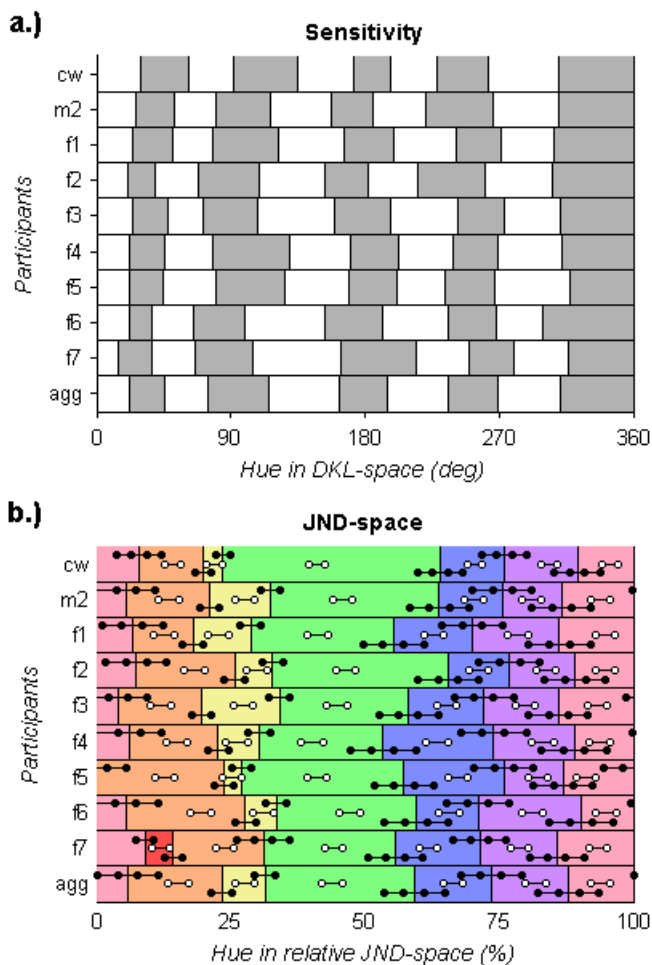 a.)
Sensitivity
Participants
cw
m2
f1
f2
f3
f4
f5
f6
f7
agg
0 90 180 270 360
Hue in DKL-space (deg)
b.)
JND-space
Participants
cw
m2
f1
f2
f3
f4
f5
f6
f7
agg
0 25 50 75 100
Hue in relative JND-space (%)